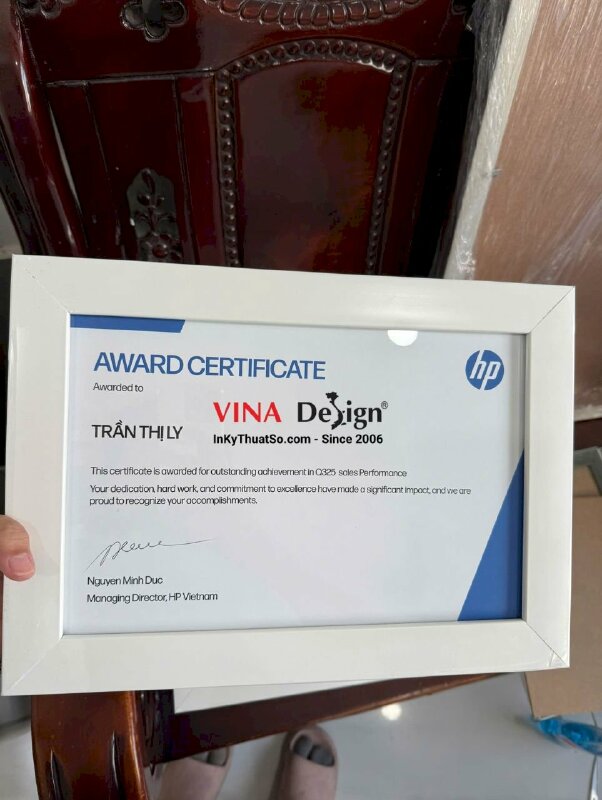 AWARD CERTIFICATE
hp
Awarded to
VINA Design®
TRẦN THỊ LY
InKyThuatSo.com - Since 2006
This certificate is awarded for outstanding achievement in Q325 sales Performance
Your dedication, hard work, and commitment to excellence have made a significant impact, and we are
proud to recognize your accomplishments.
Nguyen Minh Duc
Managing Director, HP Vietnam